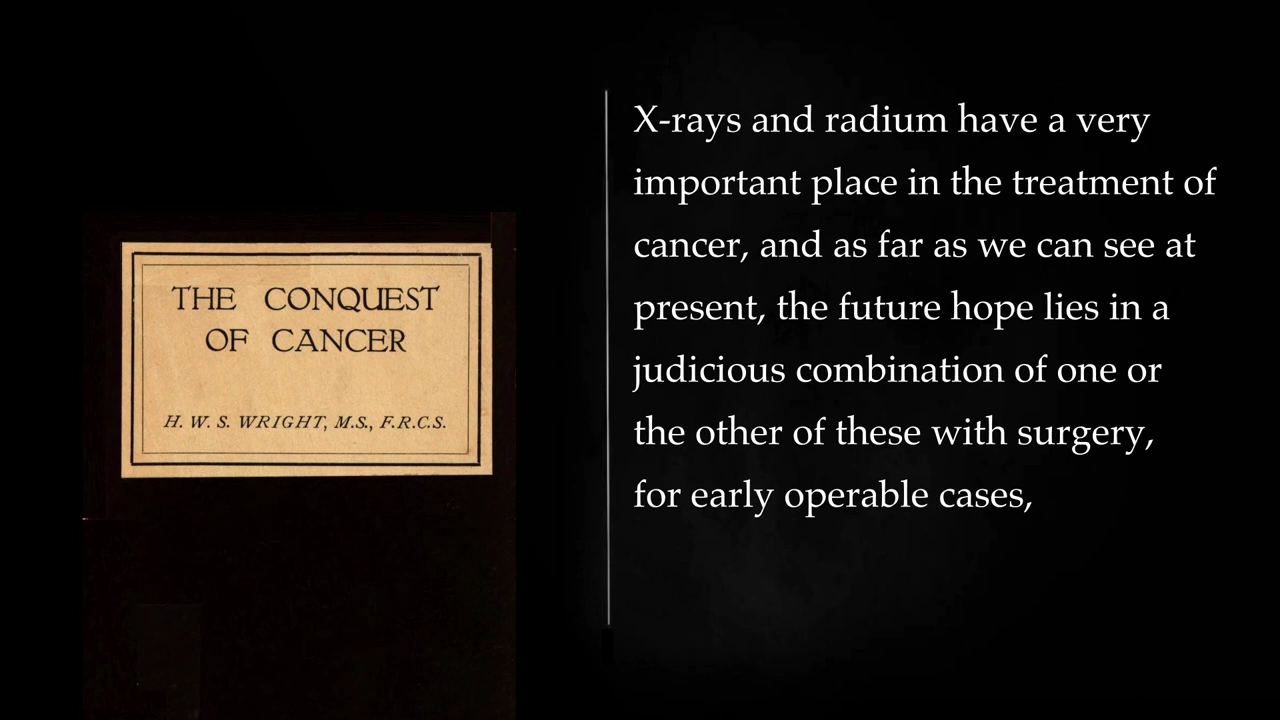 THE CONQUEST
OF CANCER
H. W. S. WRIGHT, M.S., F.R.C.S.
X-rays and radium have a very
important place in the treatment of
cancer, and as far as we can see at
present, the future hope lies in a
judicious combination of one or
the other of these with surgery,
for early operable cases,